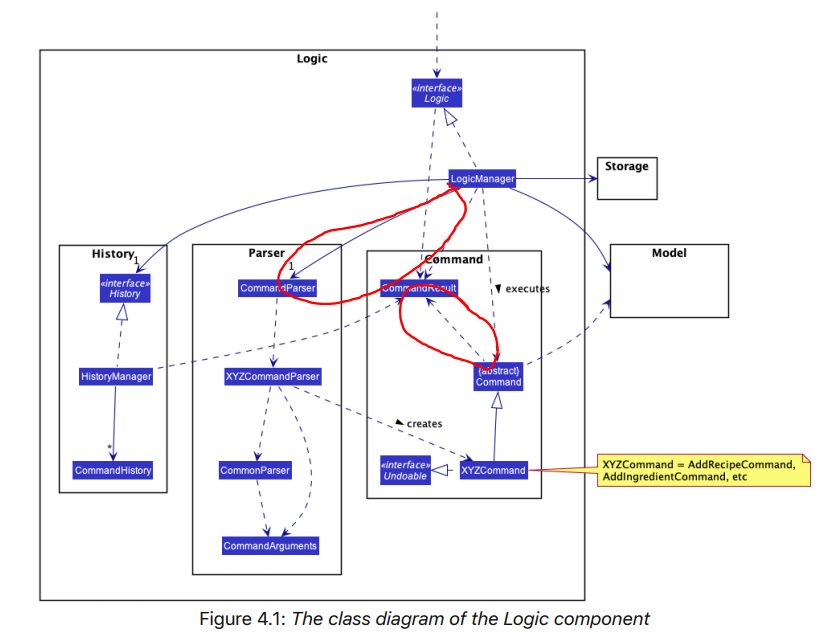 Logic
«interface»
Logic
LogicManager
Storage
History
1
«interface»
History
HistoryManager
*
CommandHistory
Parser
1
CommandParser
XYZCommandParser
CommonParser
CommandArguments
Command
CommandResult
executes
{abstract}
Command
creates
«interface»
Undoable
XYZCommand
Model
XYZCommand = AddRecipeCommand,
AddIngredientCommand, etc
Figure 4.1: The class diagram of the Logic component